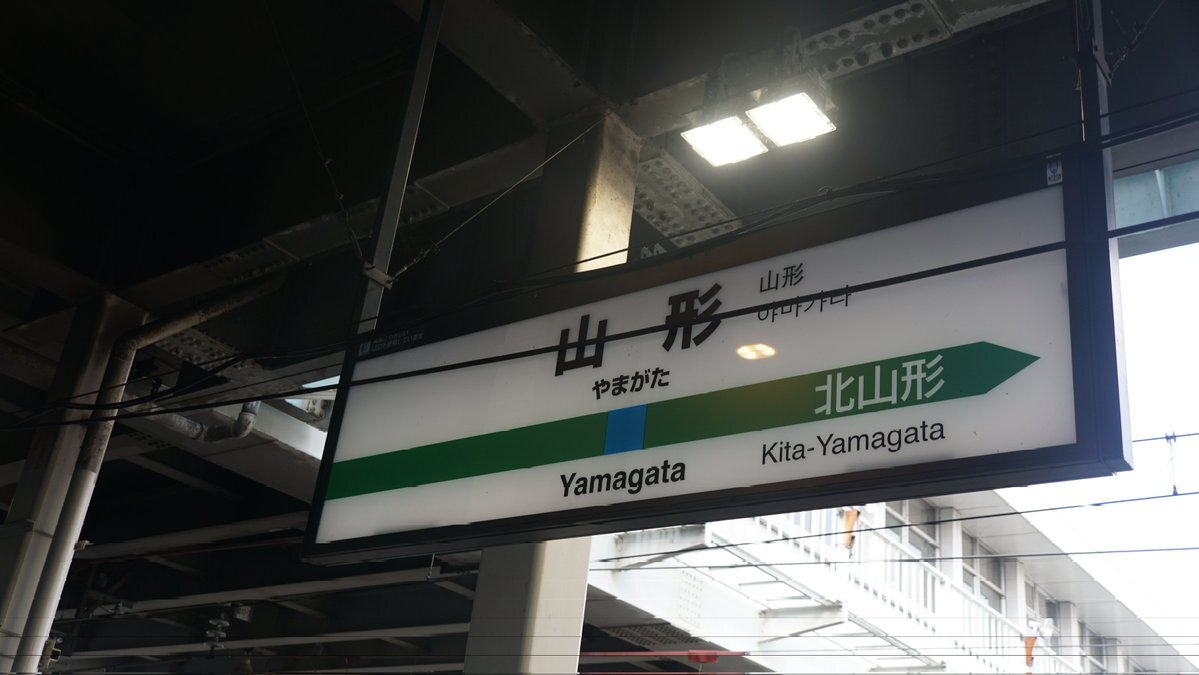 山形
山形
야마가타
やまがた
北山形
Yamagata
Kita-Yamagata